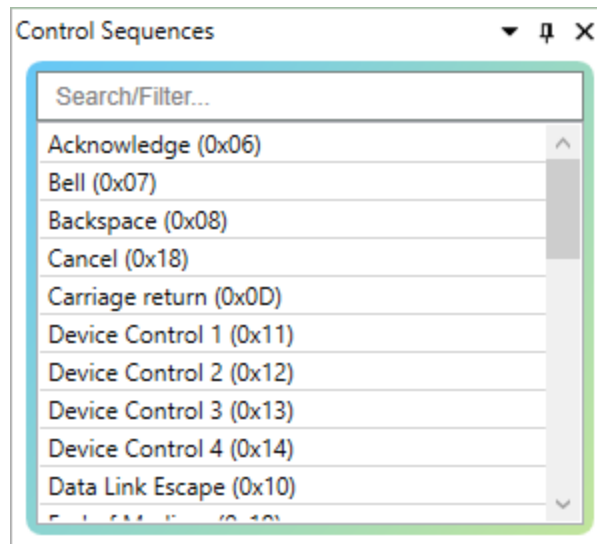 Control Sequences
Search/Filter...
Acknowledge (0x06)
Bell (0x07)
Backspace (0x08)
Cancel (0x18)
Carriage return (0x0D)
Device Control 1 (0x11)
Device Control 2 (0x12)
Device Control 3 (0x13)
Device Control 4 (0x14)
Data Link Escape (0x10)